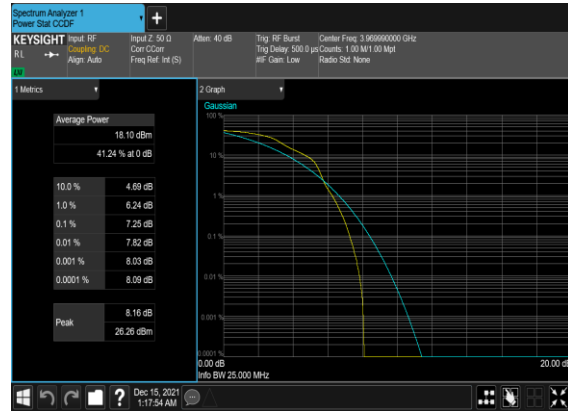 Spectrum Analyzer 1
Power Stat CCDF
KEYSIGHT
RL
Input: RF
Coupling: DC
Align: Auto
Input Z: 50 Ω
Corr CCorr
Freq Ref: Int (S)
Atten: 40 dB
Trig: RF Burst
Trig Delay: 500.0 µs
#IF Gain: Low
Center Freq: 3.969990000 GHz
Counts: 1.00 M/1.00 Mpt
Radio Std: None
1 Metrics
Average Power
18.10 dBm
41.24 % at 0 dB
10.0 % 4.69 dB
1.0 % 6.24 dB
0.1 % 7.25 dB
0.01 % 7.82 dB
0.001 % 8.03 dB
0.0001 % 8.09 dB
Peak
8.16 dB
26.26 dBm
2 Graph
Gaussian
100 %
10 %
1 %
0.1 %
0.01 %
0.001 %
0.0001 %
0.00 dB
20.00 dB
Info BW 25.000 MHz
?
Dec 15, 2021
1:17:54 AM